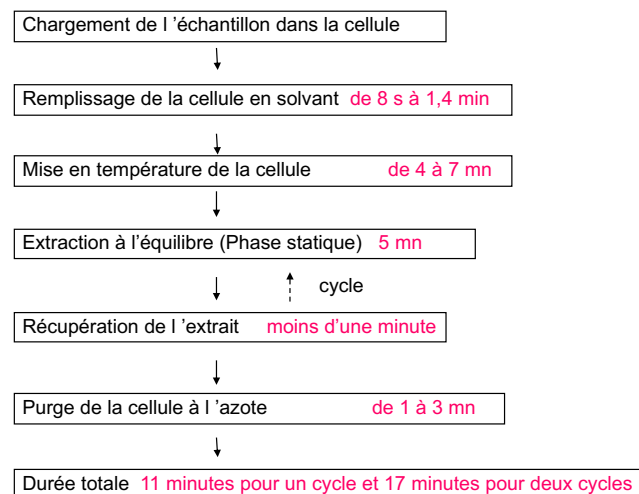 Chargement de l ’échantillon dans la cellule
Remplissage de la cellule en solvant de 8 s à 1,4 min
Mise en température de la cellule de 4 à 7 mn
Extraction à l’équilibre (Phase statique) 5 mn
cycle
Récupération de l ’extrait moins d’une minute
Purge de la cellule à l ’azote de 1 à 3 mn
Durée totale 11 minutes pour un cycle et 17 minutes pour deux cycles